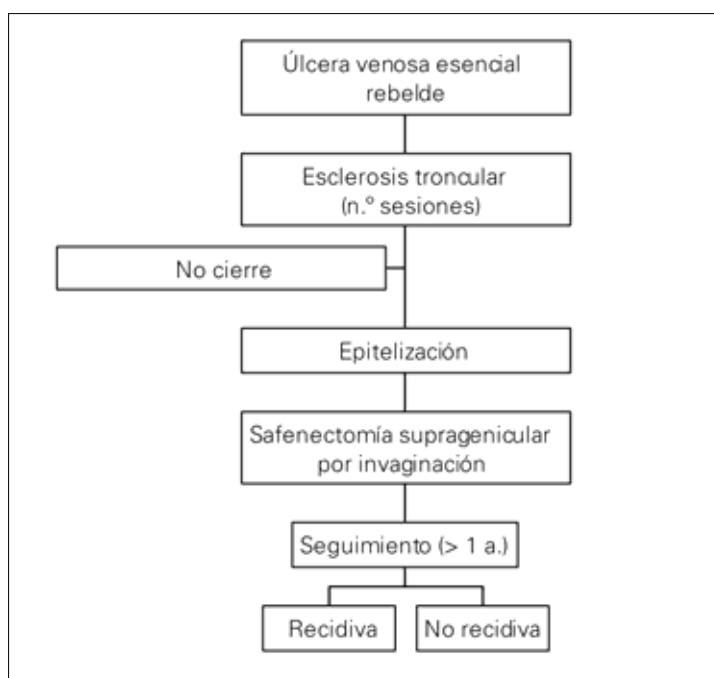 Úlcera venosa esencial
rebelde
Esclerosis troncular
(n.º sesiones)
No cierre
Epitelización
Safenectomía supragenicular
por invaginación
Seguimiento (> 1 a.)
Recidiva
No recidiva